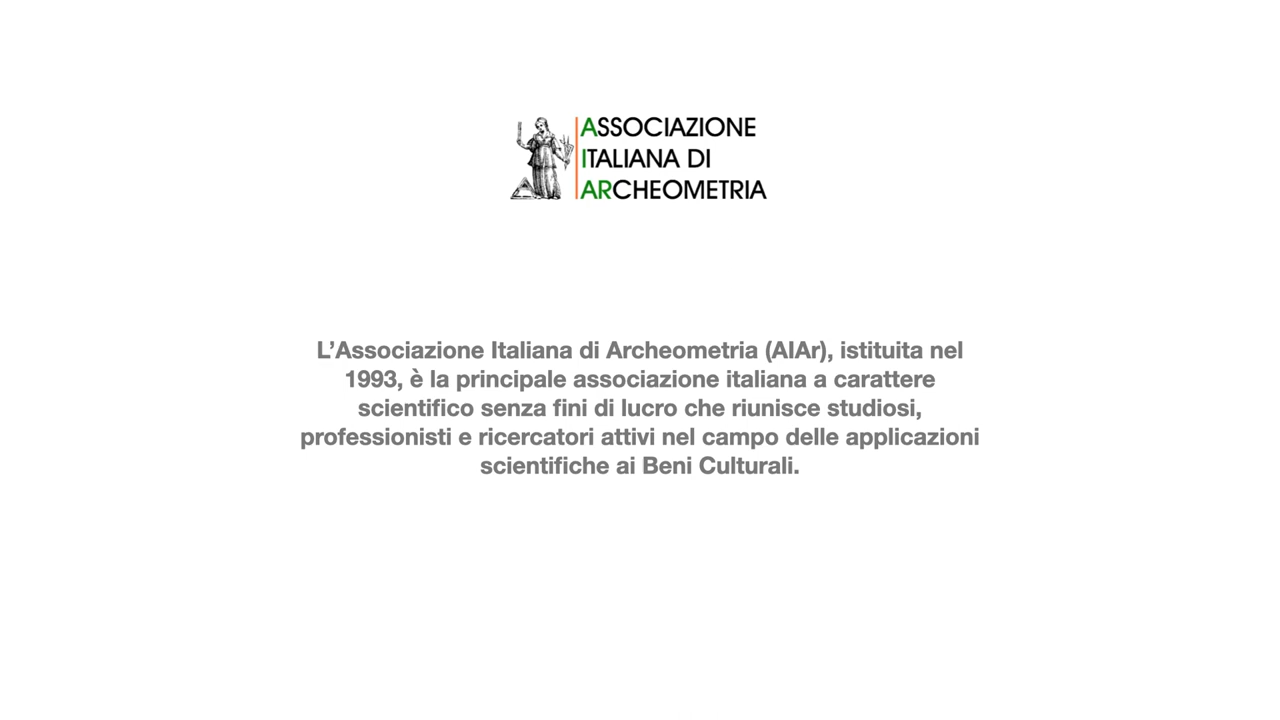 ASSOCIAZIONE
ITALIANA DI
ARCHEOMETRIA
L’Associazione Italiana di Archeometria (AIAr), istituita nel
1993, è la principale associazione italiana a carattere
scientifico senza fini di lucro che riunisce studiosi,
professionisti e ricercatori attivi nel campo delle applicazioni
scientifiche ai Beni Culturali.